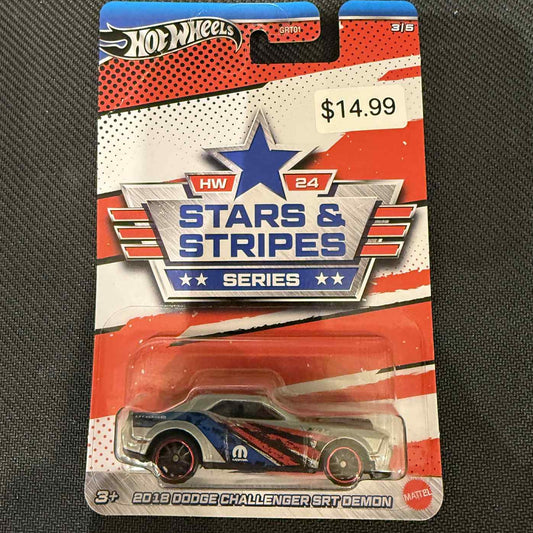 HOT WHEELS
GRT01
3/5
$14.99
HW 24
STARS &
STRIPES
SERIES
MOPAR
3+
2018 DODGE CHALLENGER SRT DEMON
MATTEL